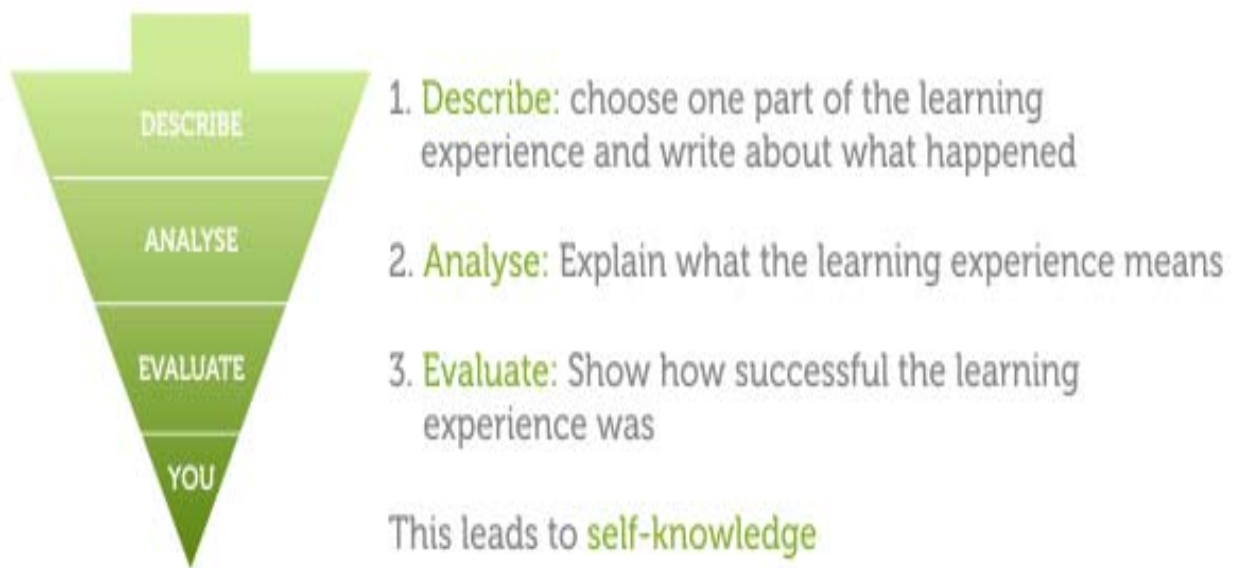 DESCRIBE
ANALYSE
EVALUATE
YOU
1. Describe: choose one part of the learning
experience and write about what happened
2. Analyse: Explain what the learning experience means
3. Evaluate: Show how successful the learning
experience was
This leads to self-knowledge